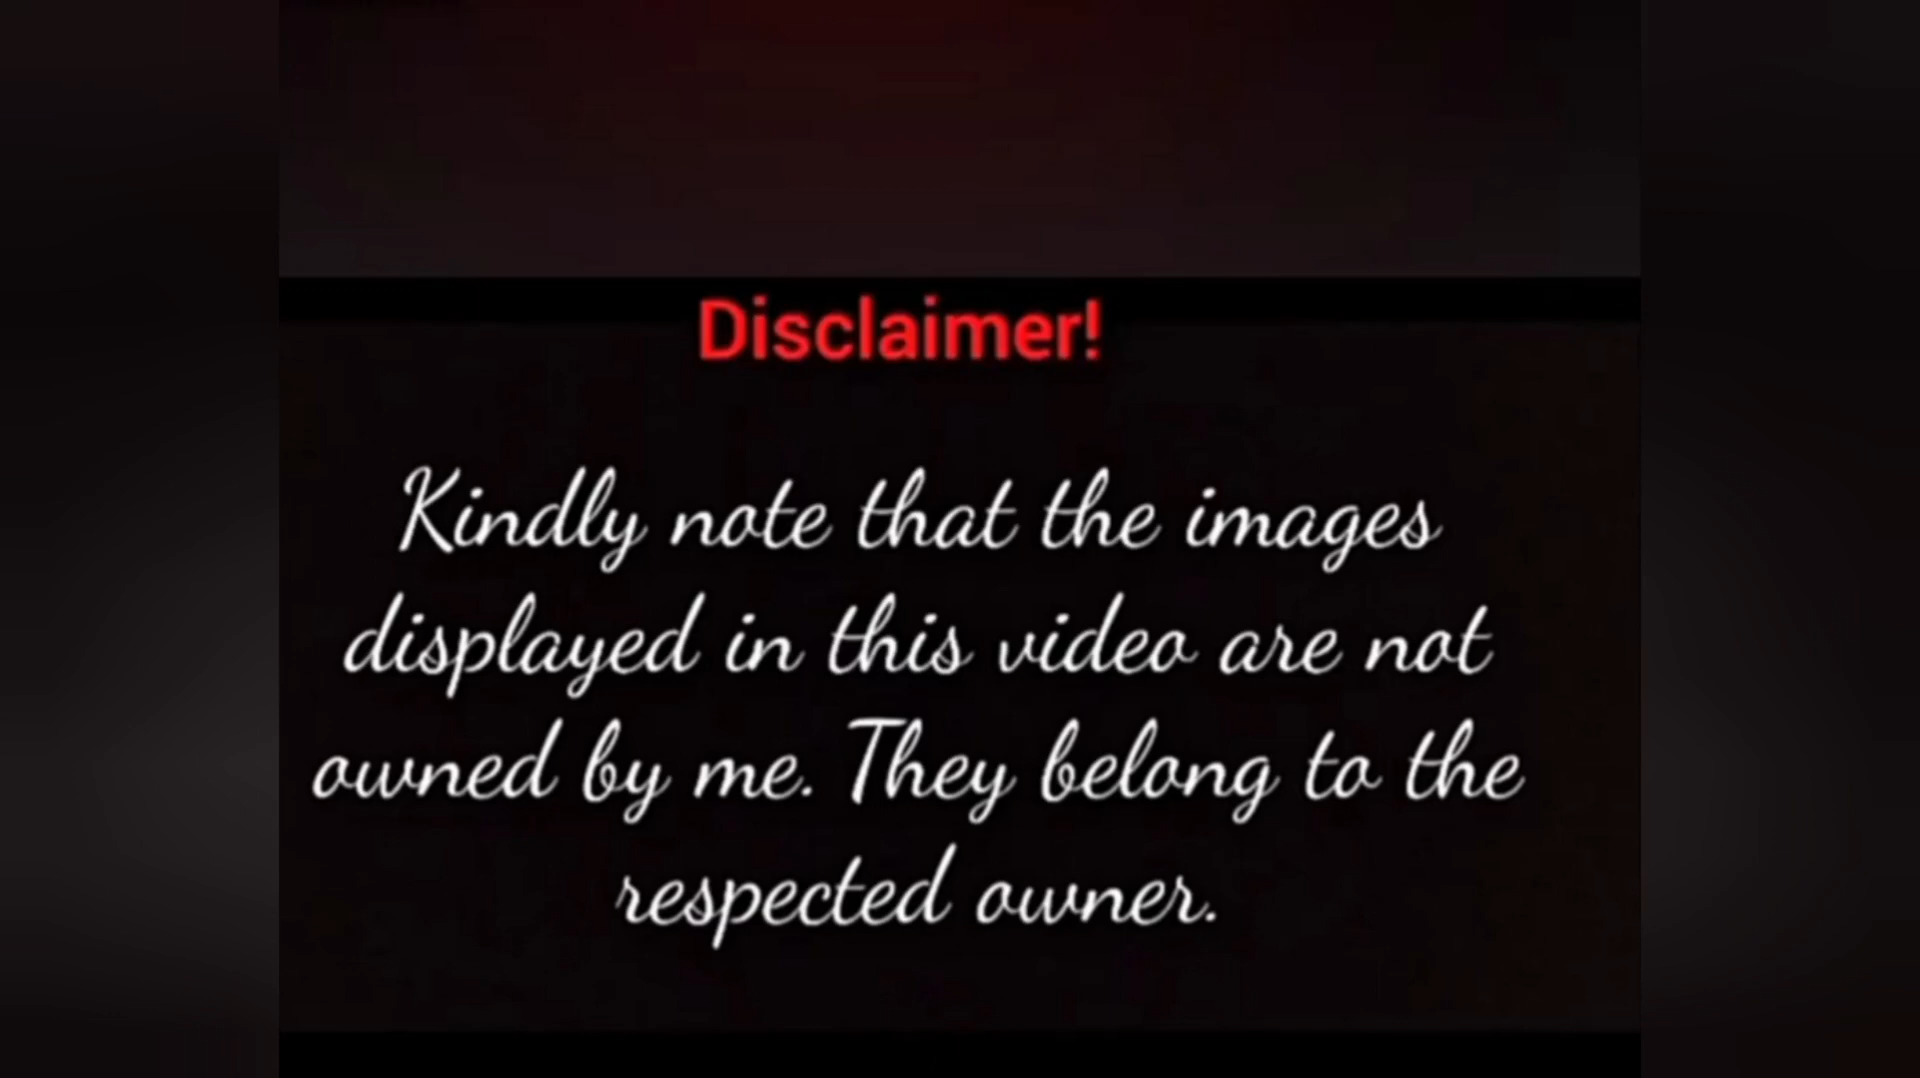 Disclaimer!
Kindly note that the images
displayed in this video are not
owned by me. They belong to the
respected owner.